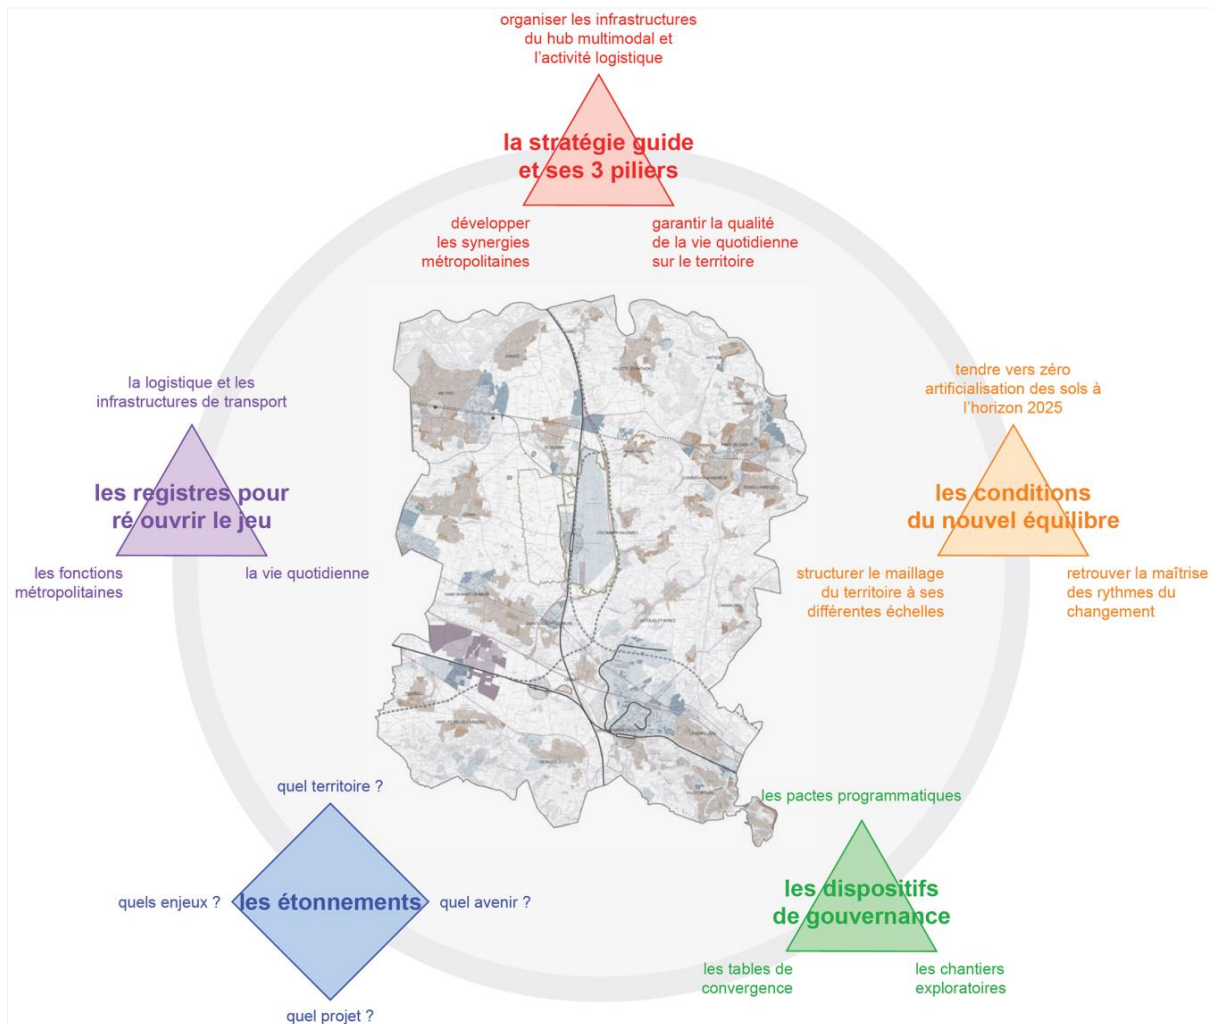 organiser les infrastructures
du hub multimodal et
l’activité logistique
la stratégie guide
et ses 3 piliers
développer
les synergies
métropolitaines
garantir la qualité
de la vie quotidienne
sur le territoire
la logistique et les
infrastructures de transport
les registres pour
ré ouvrir le jeu
les fonctions
métropolitaines
la vie quotidienne
tendre vers zéro
artificialisation des sols à
l’horizon 2025
les conditions
du nouvel équilibre
structurer le maillage
du territoire à ses
différentes échelles
retrouver la maîtrise
des rythmes du
changement
quel territoire ?
quels enjeux ?
les étonnements
quel avenir ?
quel projet ?
les pactes programmatiques
les dispositifs
de gouvernance
les tables de
convergence
les chantiers
exploratoires